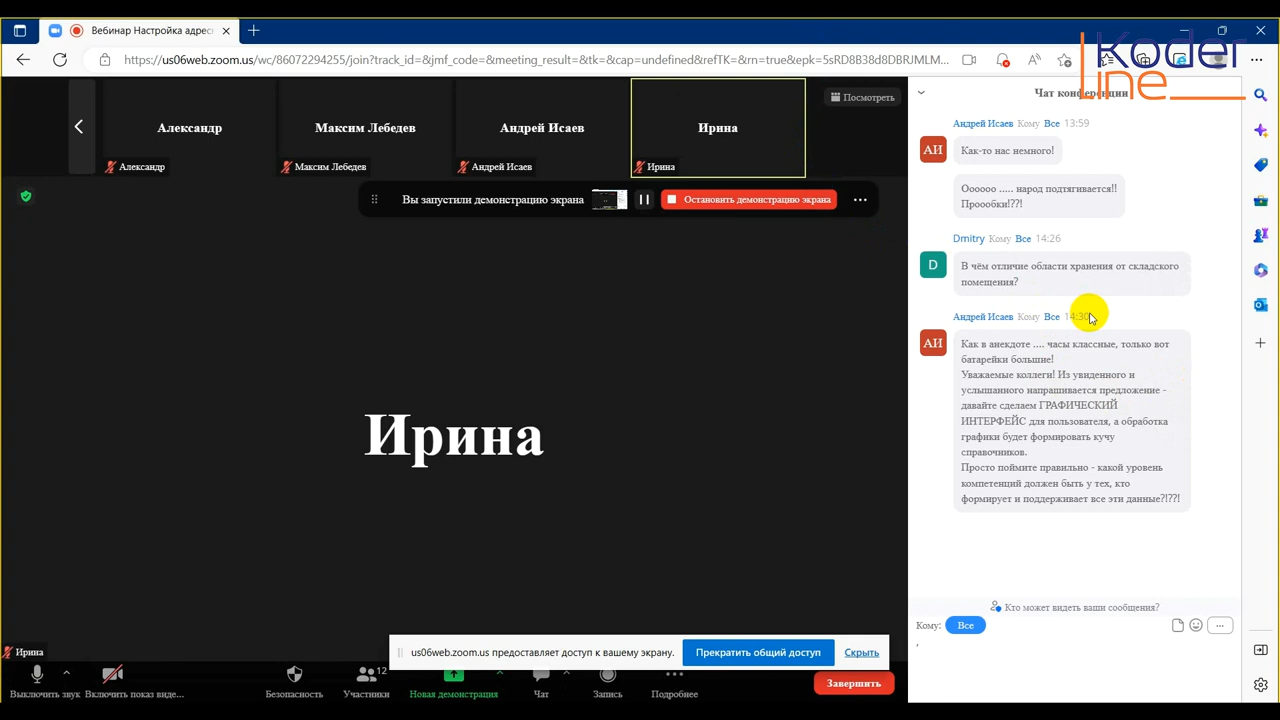 Вебинар Настройка адрес
https://us06web.zoom.us/wc/86072294255/join?track_id=&jmf_code=&meeting_result=&tk=&cap=undefined&refTK=&rn=true&epk=5sRD8B38d8DBRJML...
Koder
Line
Александр
Максим Лебедев
Андрей Исаев
Ирина
Посмотреть
Александр
Максим Лебедев
Андрей Исаев
Ирина
Вы запустили демонстрацию экрана
Остановить демонстрацию экрана
Ирина
Ирина
us06web.zoom.us предоставляет доступ к вашему экрану.
Прекратить общий доступ
Скрыть
Выключить звук
Включить показ виде...
Безопасность
12
Участники
Новая демонстрация
Чат
Запись
Подробнее
Завершить
Чат конференции
Андрей Исаев Кому Все 13:59
АИ
Как-то нас немного!
Оооооо ..... народ подтягивается!!
Проообки!??!
Dmitry Кому Все 14:26
D
В чём отличие области хранения от складского
помещения?
Андрей Исаев Кому Все 14:30
АИ
Как в анекдоте .... часы классные, только вот
батарейки большие!
Уважаемые коллеги! Из увиденного и
услышанного напрашивается предложение -
давайте сделаем ГРАФИЧЕСКИЙ
ИНТЕРФЕЙС для пользователя, а обработка
графики будет формировать кучу
справочников.
Просто поймите правильно - какой уровень
компетенций должен быть у тех, кто
формирует и поддерживает все эти данные?!??!
Кто может видеть ваши сообщения?
Кому: Все
,